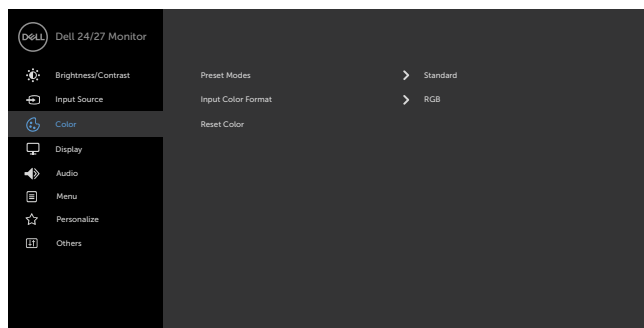 DELL Dell 24/27 Monitor
Brightness/Contrast
Input Source
Color
Display
Audio
Menu
Personalize
Others
Preset Modes Standard
Input Color Format RGB
Reset Color